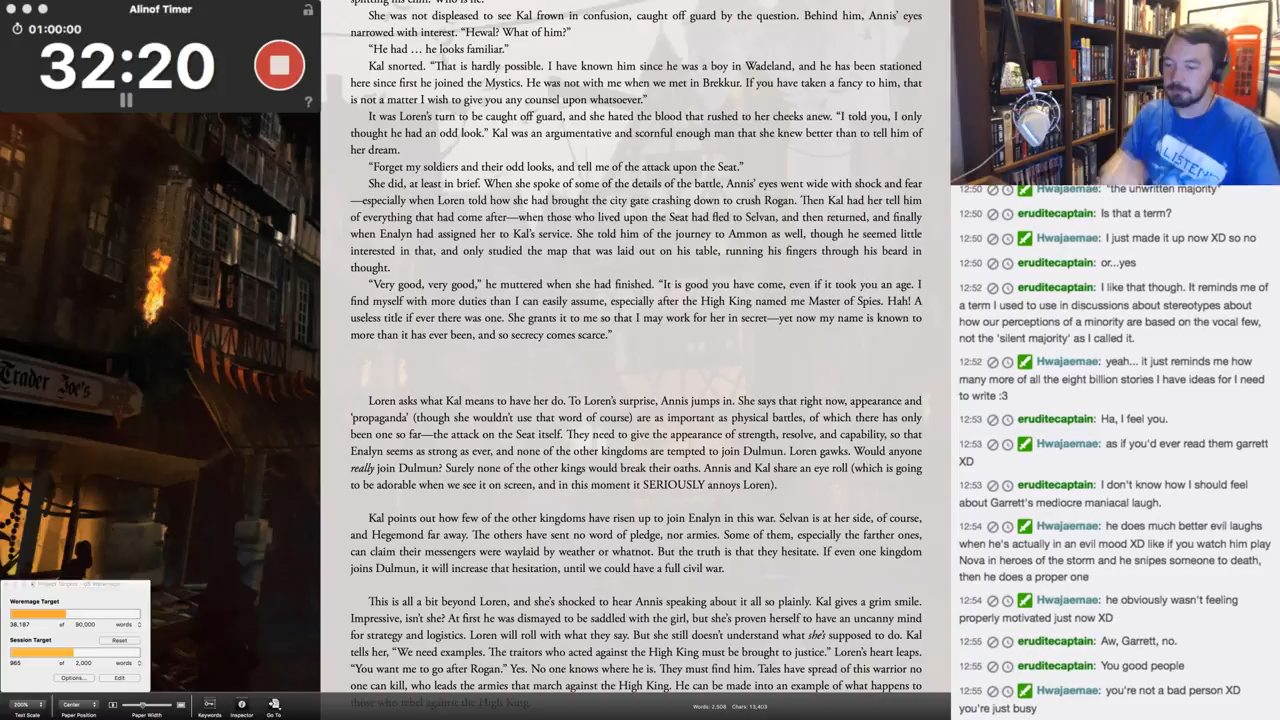 Alinof Timer
01:00:00
32:20
?
Trader Joe's
Weremage Target
38,187 of 90,000 words
Session Target
Reset
965 of 2,000 words
Options... Edit
200%
Text Scale
Center
Paper Position
Paper Width
Keywords
Inspector
Go To
She was not displeased to see Kal frown in confusion, caught off guard by the question. Behind him, Annis' eyes
narrowed with interest. “Hewal? What of him?”
“He had … he looks familiar.”
Kal snorted. “That is hardly possible. I have known him since he was a boy in Wadeland, and he has been stationed
here since first he joined the Mystics. He was not with me when we met in Brekkur. If you have taken a fancy to him, that
is not a matter I wish to give you any counsel upon whatsoever.”
It was Loren's turn to be caught off guard, and she hated the blood that rushed to her cheeks anew. “I told you, I only
thought he had an odd look.” Kal was an argumentative and scornful enough man that she knew better than to tell him of
her dream.
“Forget my soldiers and their odd looks, and tell me of the attack upon the Seat.”
She did, at least in brief. When she spoke of some of the details of the battle, Annis' eyes went wide with shock and fear
—especially when Loren told how she had brought the city gate crashing down to crush Rogan. Then Kal had her tell him
of everything that had come after—when those who lived upon the Seat had fled to Selvan, and then returned, and finally
when Enalyn had assigned her to Kal's service. She told him of the journey to Ammon as well, though he seemed little
interested in that, and only studied the map that was laid out on his table, running his fingers through his beard in
thought.
“Very good, very good,” he muttered when she had finished. “It is good you have come, even if it took you an age. I
find myself with more duties than I can easily assume, especially after the High King named me Master of Spies. Hah! A
useless title if ever there was one. She grants it to me so that I may work for her in secret—yet now my name is known to
more than it has ever been, and so secrecy comes scarce.”
Loren asks what Kal means to have her do. To Loren's surprise, Annis jumps in. She says that right now, appearance and
‘propaganda’ (though she wouldn't use that word of course) are as important as physical battles, of which there has only
been one so far—the attack on the Seat itself. They need to give the appearance of strength, resolve, and capability, so that
Enalyn seems as strong as ever, and none of the other kingdoms are tempted to join Dulmun. Loren gawks. Would anyone
really join Dulmun? Surely none of the other kings would break their oaths. Annis and Kal share an eye roll (which is going
to be adorable when we see it on screen, and in this moment it SERIOUSLY annoys Loren).
Kal points out how few of the other kingdoms have risen up to join Enalyn in this war. Selvan is at her side, of course,
and Hegemond far away. The others have sent no word of pledge, nor armies. Some of them, especially the farther ones,
can claim their messengers were waylaid by weather or whatnot. But the truth is that they hesitate. If even one kingdom
joins Dulmun, it will increase that hesitation, until we could have a full civil war.
This is all a bit beyond Loren, and she's shocked to hear Annis speaking about it all so plainly. Kal gives a grim smile.
Impressive, isn't she? At first he was dismayed to be saddled with the girl, but she's proven herself to have an uncanny mind
for strategy and logistics. Loren will roll with what they say. But she still doesn't understand what she's supposed to do. Kal
tells her, “We need examples. The traitors who acted against the High King must be brought to justice.” Loren's heart leaps.
“You want me to go after Rogan.” Yes. No one knows where he is. They must find him. Tales have spread of this warrior no
one can kill, who leads the armies that march against the High King. He can be made into an example of what happens to
those who rebel against the High King.
Words: 2,508 Chars: 13,403
LISTEN
12:50 Hwajaemae: "the unwritten majority"
12:50 eruditecaptain: Is that a term?
12:50 Hwajaemae: I just made it up now XD so no
12:50 eruditecaptain: or...yes
12:52 eruditecaptain: I like that though. It reminds me of
a term I used to use in discussions about stereotypes about
how our perceptions of a minority are based on the vocal few,
not the 'silent majority' as I called it.
12:52 Hwajaemae: yeah... it just reminds me how
many more of all the eight billion stories I have ideas for I need
to write :3
12:53 eruditecaptain: Ha, I feel you.
12:53 Hwajaemae: as if you'd ever read them garrett
XD
12:53 eruditecaptain: I don't know how I should feel
about Garrett's mediocre maniacal laugh.
12:54 Hwajaemae: he does much better evil laughs
when he's actually in an evil mood XD like if you watch him play
Nova in heroes of the storm and he snipes someone to death,
then he does a proper one
12:54 Hwajaemae: he obviously wasn't feeling
properly motivated just now XD
12:55 eruditecaptain: Aw, Garrett, no.
12:55 eruditecaptain: You good people
12:55 Hwajaemae: you're not a bad person XD
you're just busy